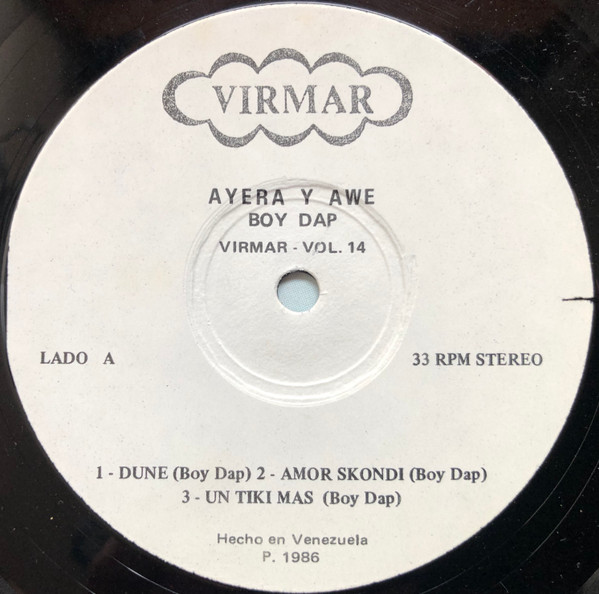 VIRMAR
AYERA Y AWE
BOY DAP
VIRMAR - VOL. 14
LADO A
33 RPM STEREO
1 - DUNE (Boy Dap) 2 - AMOR SKONDI (Boy Dap)
3 - UN TIKI MAS (Boy Dap)
Hecho en Venezuela
P. 1986